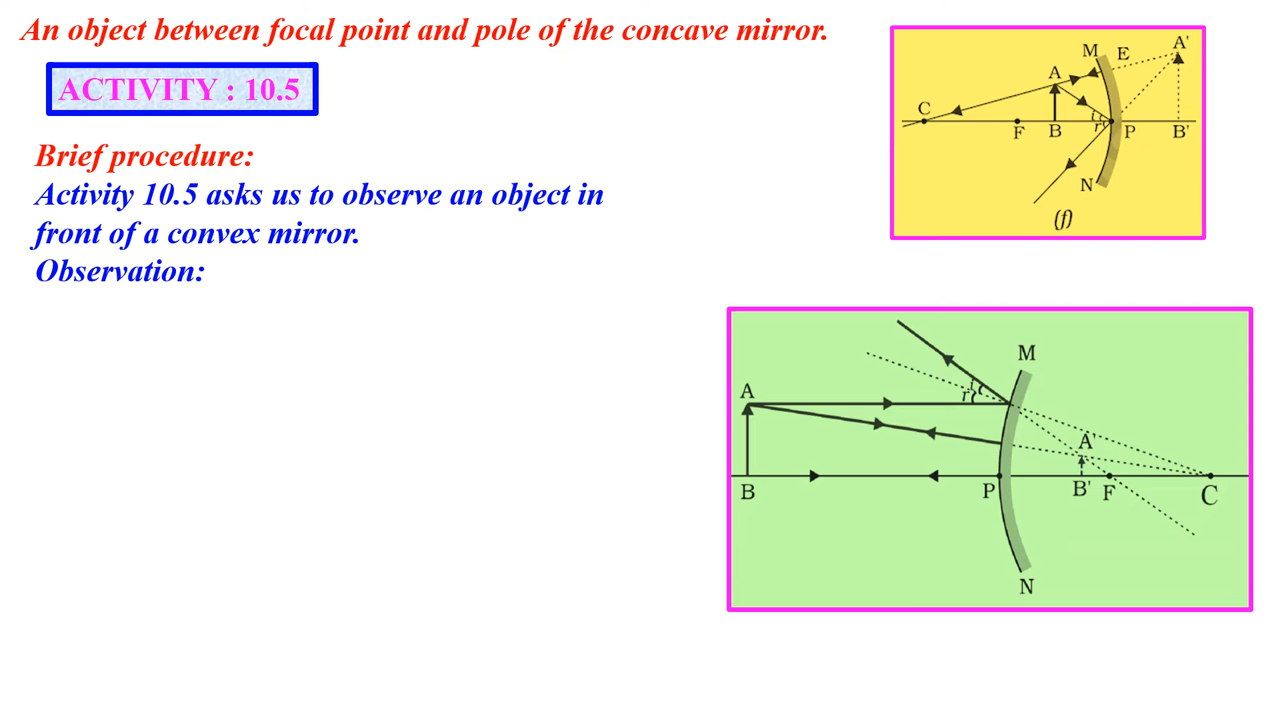 An object between focal point and pole of the concave mirror.
ACTIVITY : 10.5
Brief procedure:
Activity 10.5 asks us to observe an object in
front of a convex mirror.
Observation:
M E A'
A
C
F B i r P B'
N
(f)
M
A
i
r
A'
B P B' F C
N